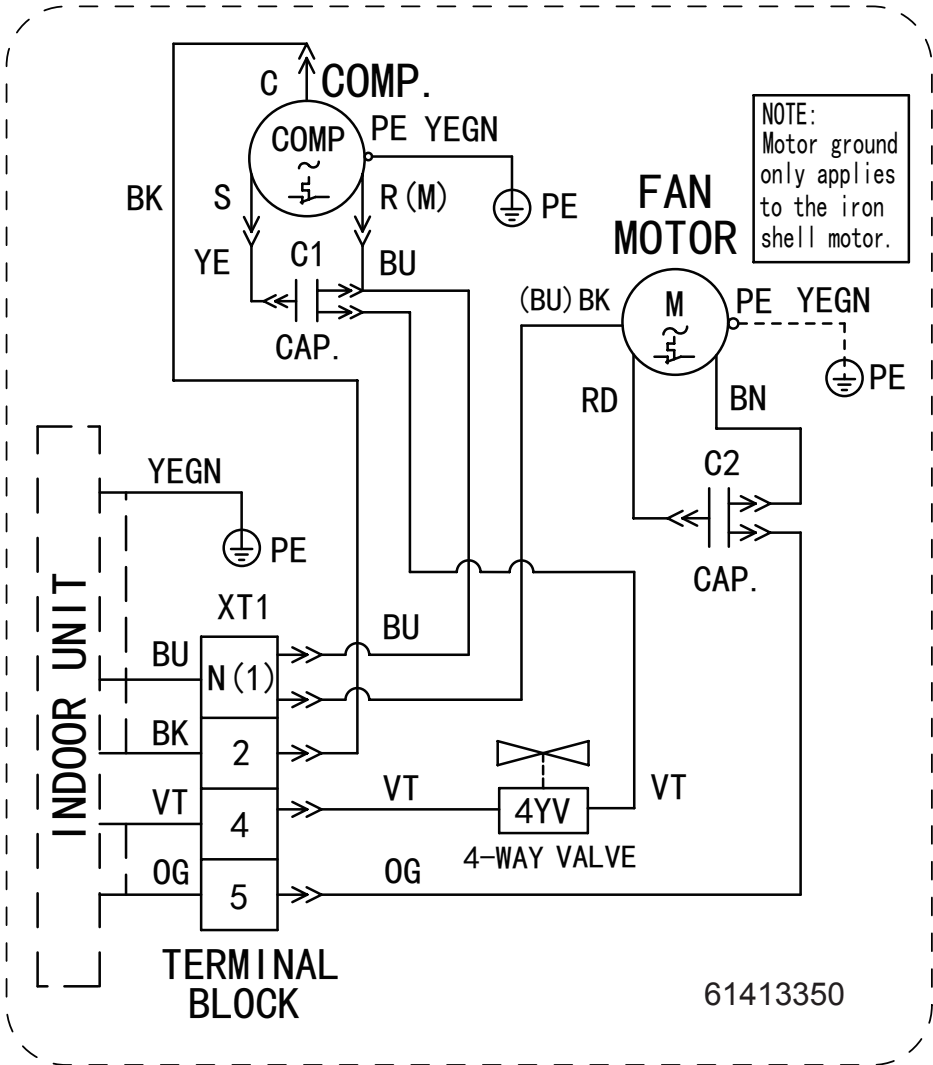 C COMP.
COMP
~
PE YEGN
NOTE:
Motor ground
only applies
to the iron
shell motor.
BK
S
R(M)
PE
FAN
MOTOR
YE
C1
BU
CAP.
(BU)BK
M
~
PE YEGN
PE
RD
BN
C2
CAP.
YEGN
PE
INDOOR UNIT
XT1
BU
BU
N(1)
BK
2
VT
4
VT
4YV
VT
4-WAY VALVE
OG
5
OG
TERMINAL
BLOCK
61413350